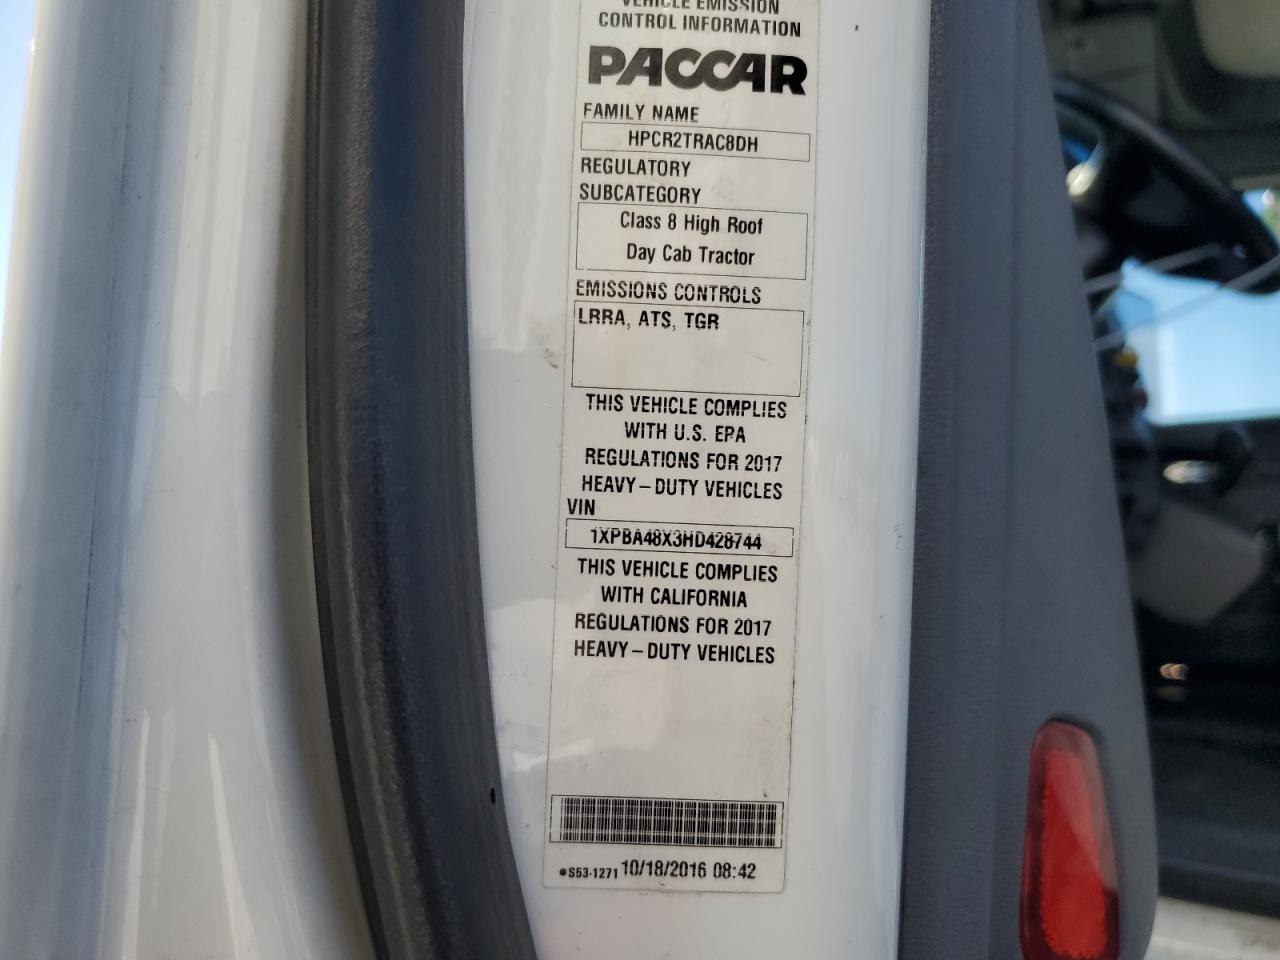 VEHICLE EMISSION
CONTROL INFORMATION
PACCAR
FAMILY NAME
HPCR2TRAC8DH
REGULATORY
SUBCATEGORY
Class 8 High Roof
Day Cab Tractor
EMISSIONS CONTROLS
LRRA, ATS, TGR
THIS VEHICLE COMPLIES
WITH U.S. EPA
REGULATIONS FOR 2017
HEAVY-DUTY VEHICLES
VIN
1XPBA48X3HD428744
THIS VEHICLE COMPLIES
WITH CALIFORNIA
REGULATIONS FOR 2017
HEAVY-DUTY VEHICLES
●S53-1271 10/18/2016 08:42